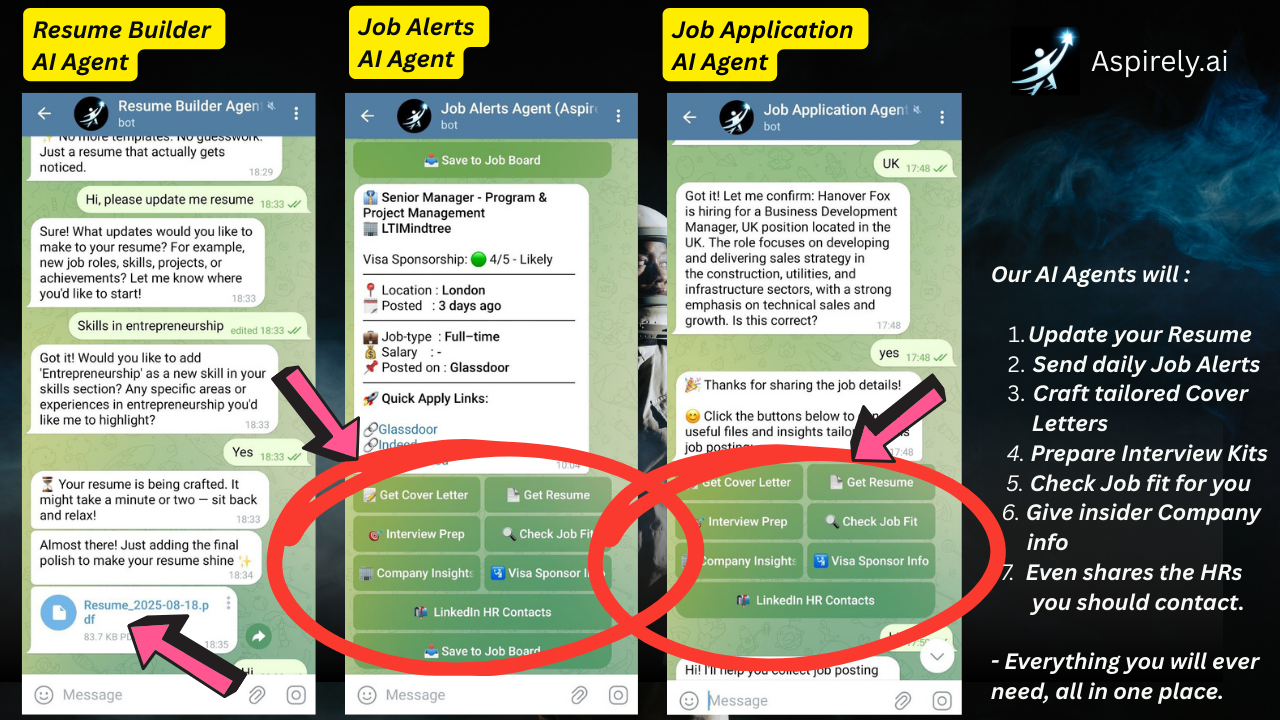 Resume Builder
AI Agent
Job Alerts
AI Agent
Job Application
AI Agent
Aspirely.ai
Resume Builder Agen
bot
No more templates. No guesswork.
Just a resume that actually gets
noticed.
18:29
Hi, please update me resume 18:33
Sure! What updates would you like to
make to your resume? For example,
new job roles, skills, projects, or
achievements? Let me know where
you'd like to start!
18:33
Skills in entrepreneurship edited 18:33
Got it! Would you like to add
'Entrepreneurship' as a new skill in your
skills section? Any specific areas or
experiences in entrepreneurship you'd
like me to highlight?
18:33
Yes 18:33
⏳ Your resume is being crafted. It
might take a minute or two — sit back
and relax!
18:33
Almost there! Just adding the final
polish to make your resume shine ✨
18:34
Resume_2025-08-18.p
df
83.7 KB
18:35
Hi
Message
Job Alerts Agent (Aspir
bot
Save to Job Board
Senior Manager - Program &
Project Management
LTIMindtree
Visa Sponsorship: 🟢 4/5 - Likely
Location : London
Posted : 3 days ago
Job-type : Full–time
Salary : -
Posted on : Glassdoor
Quick Apply Links:
Glassdoor
Indeed
10:04
Get Cover Letter
Get Resume
Interview Prep
Check Job Fit
Company Insights
Visa Sponsor Info
LinkedIn HR Contacts
Save to Job Board
Message
Job Application Agen
bot
UK 17:48
Got it! Let me confirm: Hanover Fox
is hiring for a Business Development
Manager, UK position located in the
UK. The role focuses on developing
and delivering sales strategy in
the construction, utilities, and
infrastructure sectors, with a strong
emphasis on technical sales and
growth. Is this correct?
17:48
yes 17:48
🎉 Thanks for sharing the job details!
😊 Click the buttons below to
useful files and insights
job posting
17:48
Get Cover Letter
Get Resume
Interview Prep
Check Job Fit
Company Insights
Visa Sponsor Info
LinkedIn HR Contacts
Hi! I'll help you collect job posting
Message
Our AI Agents will :
1. Update your Resume
2. Send daily Job Alerts
3. Craft tailored Cover
Letters
4. Prepare Interview Kits
5. Check Job fit for you
6. Give insider Company
info
7. Even shares the HRs
you should contact.
- Everything you will ever
need, all in one place.